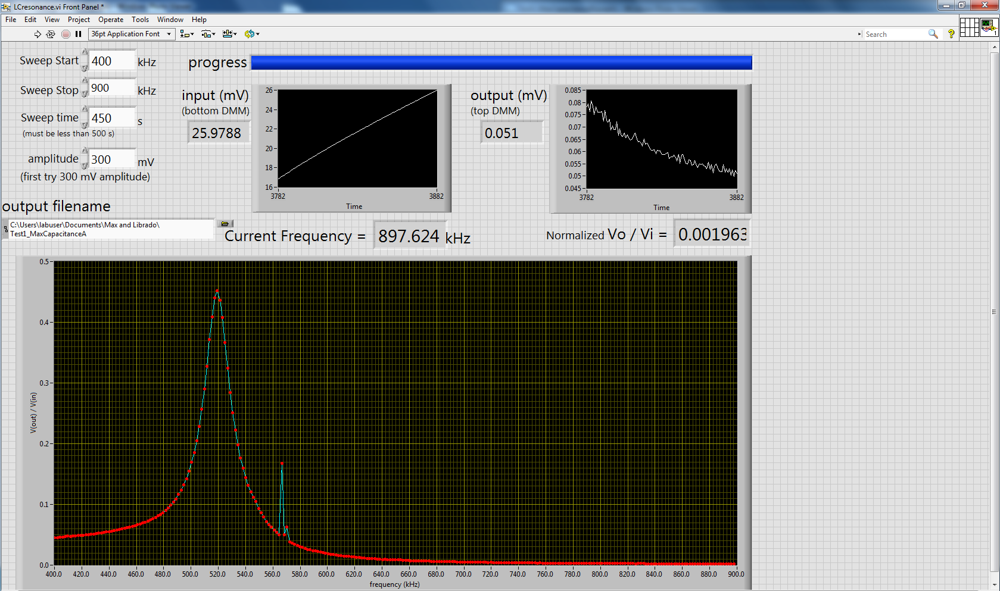 LCresonance.vi Front Panel *
File Edit View Project Operate Tools Window Help
36pt Application Font
Search
?
1
Sweep Start 400 kHz
progress
Sweep Stop 900 kHz
input (mV)
(bottom DMM)
25.9788
26
24
22
20
18
16
3782 3882
Time
output (mV)
(top DMM)
0.051
0.085
0.08
0.075
0.07
0.065
0.06
0.055
0.05
0.045
3782 3882
Time
Sweep time 450 s
(must be less than 500 s)
amplitude 300 mV
(first try 300 mV amplitude)
output filename
C:\Users\labuser\Documents\Max and Librado\
Test1_MaxCapacitanceA
Current Frequency = 897.624 kHz
Normalized Vo / Vi = 0.001963
0.5
0.4
0.3
0.2
0.1
0.0
V(out) / V(in)
400.0 420.0 440.0 460.0 480.0 500.0 520.0 540.0 560.0 580.0 600.0 620.0 640.0 660.0 680.0 700.0 720.0 740.0 760.0 780.0 800.0 820.0 840.0 860.0 880.0 900.0
frequency (kHz)